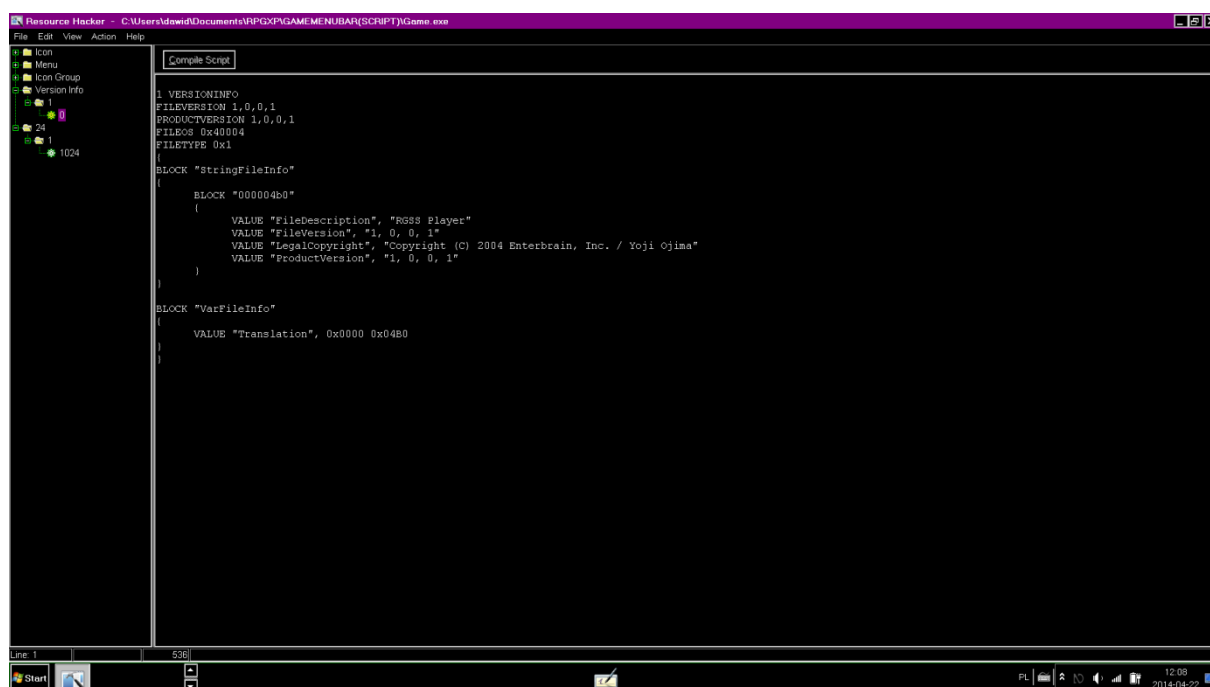 Resource Hacker - C:\Users\dawid\Documents\RPGXP\GAMEMENUBAR(SCRIPT)\Game.exe
File Edit View Action Help
Icon
Menu
Icon Group
Version Info
1
0
24
1
1024
Compile Script
1 VERSIONINFO
FILEVERSION 1,0,0,1
PRODUCTVERSION 1,0,0,1
FILEOS 0x40004
FILETYPE 0x1
{
BLOCK "StringFileInfo"
{
BLOCK "000004b0"
{
VALUE "FileDescription", "RGSS Player"
VALUE "FileVersion", "1, 0, 0, 1"
VALUE "LegalCopyright", "Copyright (C) 2004 Enterbrain, Inc. / Yoji Ojima"
VALUE "ProductVersion", "1, 0, 0, 1"
}
}
BLOCK "VarFileInfo"
{
VALUE "Translation", 0x0000 0x04B0
}
}
Line: 1 536
Start
PL
12:08
2014-04-22